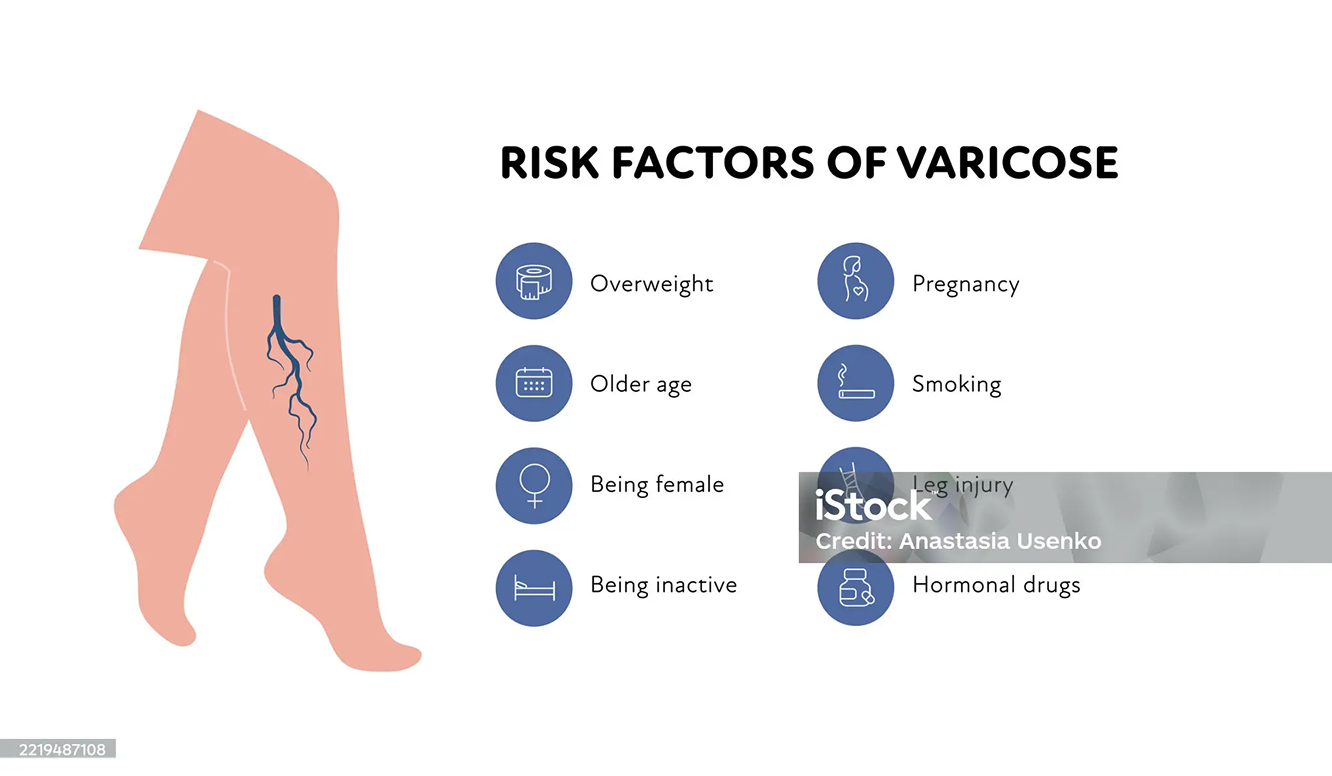 RISK FACTORS OF VARICOSE
Overweight
Pregnancy
Older age
Smoking
Being female
Leg injury
iStock™
Credit: Anastasia Usenko
Being inactive
Hormonal drugs
2219487108